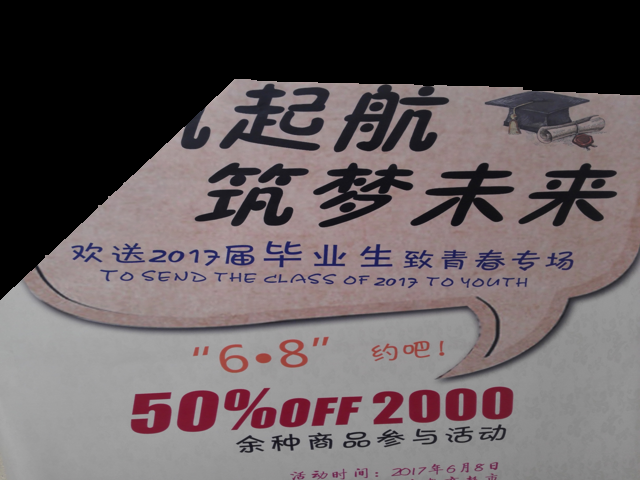 起航
筑梦未来
欢送2017届毕业生致青春专场
TO SEND THE CLASS OF 2017 TO YOUTH
“6•8” 约吧!
50%OFF 2000
余种商品参与活动
活动时间：2017年6月8日